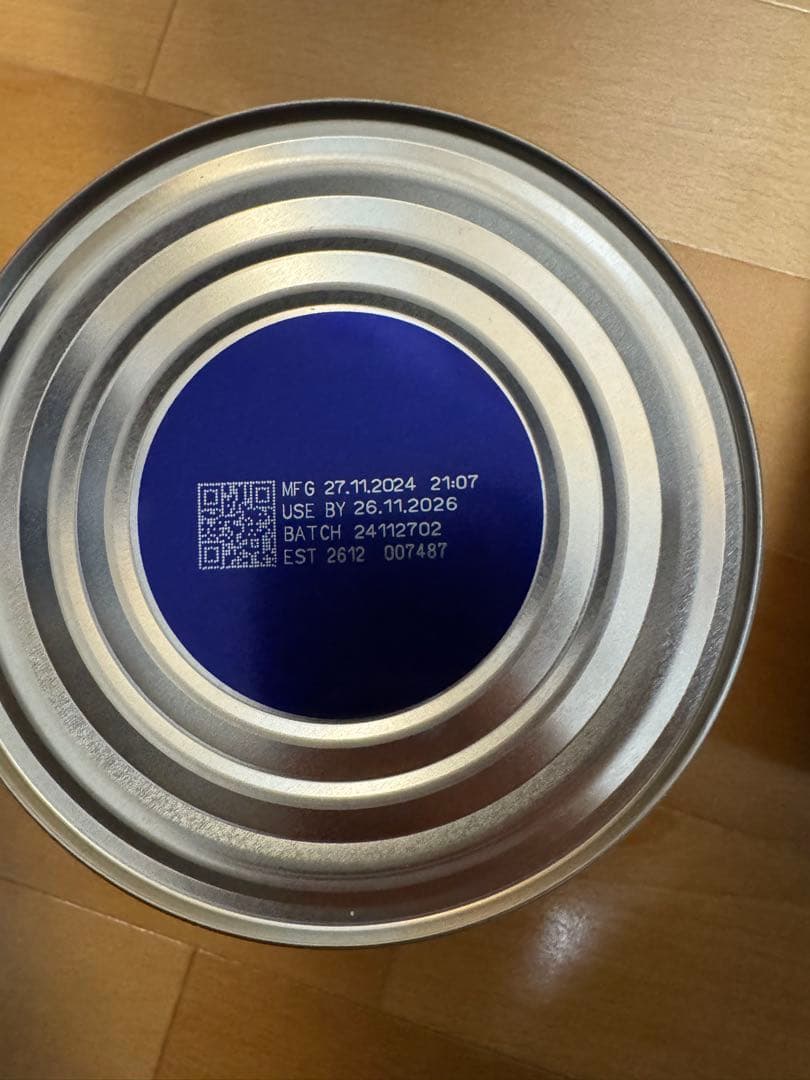 MFG 27.11.2024 21:07
USE BY 26.11.2026
BATCH 24112702
EST 2612 007487